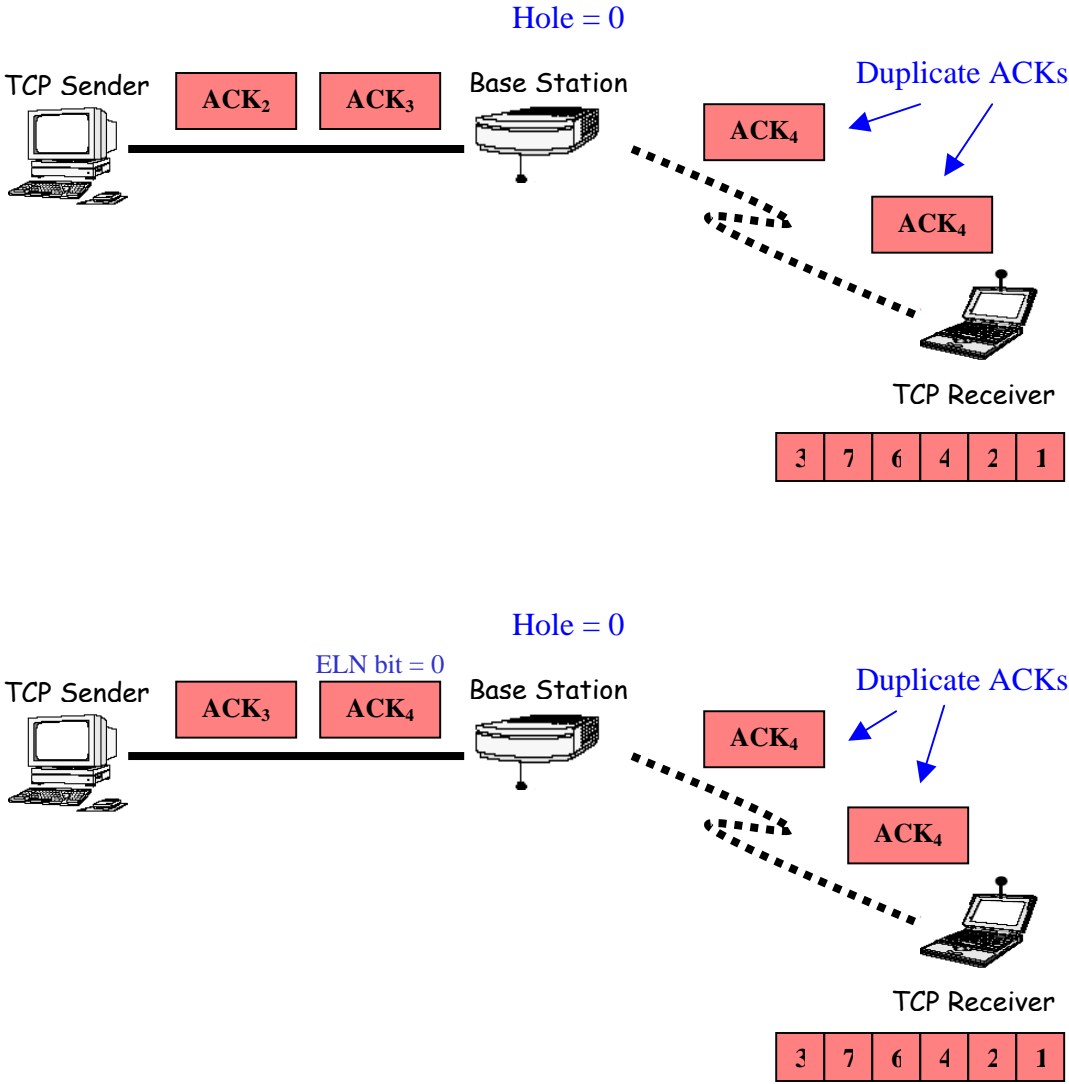 Hole = 0
TCP Sender
ACK₂ ACK₃
Base Station
Duplicate ACKs
ACK₄
ACK₄
TCP Receiver
3 7 6 4 2 1
Hole = 0
ELN bit = 0
TCP Sender
ACK₃ ACK₄
Base Station
Duplicate ACKs
ACK₄
ACK₄
TCP Receiver
3 7 6 4 2 1